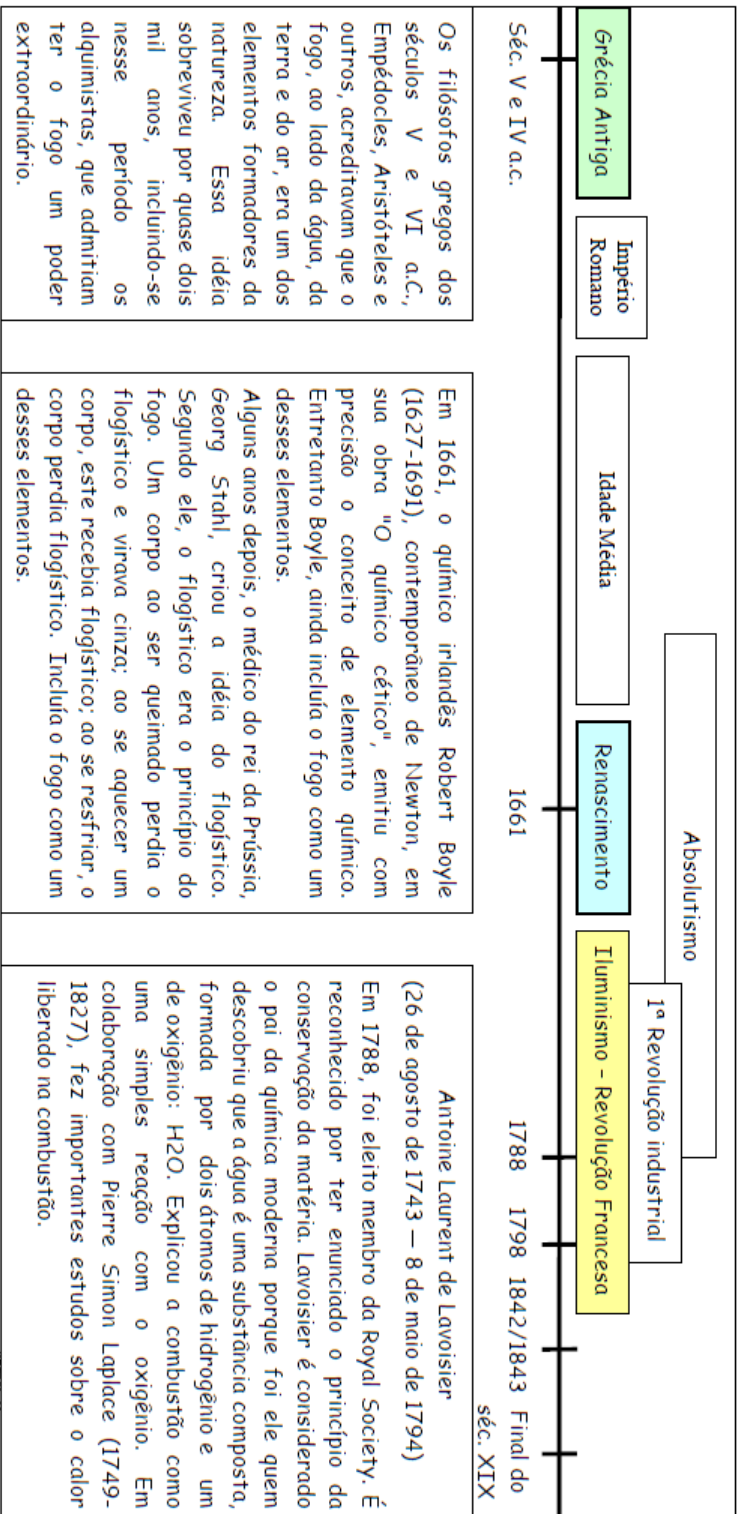 Absolutismo
1ª Revolução industrial
Grécia Antiga
Império
Romano
Idade Média
Renascimento
Iluminismo - Revolução Francesa
Séc. V e IV a.c.
1661
1788
1798
1842/1843
Final do
séc. XIX
Os filósofos gregos dos
séculos V e VI a.C.,
Empédocles, Aristóteles e
outros, acreditavam que o
fogo, ao lado da água, da
terra e do ar, era um dos
elementos formadores da
natureza. Essa idéia
sobreviveu por quase dois
mil anos, incluindo-se
nesse período os
alquimistas, que admitiam
ter o fogo um poder
extraordinário.
Em 1661, o químico irlandês Robert Boyle
(1627-1691), contemporâneo de Newton, em
sua obra "O químico cético", emitiu com
precisão o conceito de elemento químico.
Entretanto Boyle, ainda incluía o fogo como um
desses elementos.
Alguns anos depois, o médico do rei da Prússia,
Georg Stahl, criou a idéia do flogístico.
Segundo ele, o flogístico era o princípio do
fogo. Um corpo ao ser queimado perdia o
flogístico e virava cinza; ao se aquecer um
corpo, este recebia flogístico; ao se resfriar, o
corpo perdia flogístico. Incluía o fogo como um
desses elementos.
Antoine Laurent de Lavoisier
(26 de agosto de 1743 — 8 de maio de 1794)
Em 1788, foi eleito membro da Royal Society. É
reconhecido por ter enunciado o princípio da
conservação da matéria. Lavoisier é considerado
o pai da química moderna porque foi ele quem
descobriu que a água é uma substância composta,
formada por dois átomos de hidrogênio e um
de oxigênio: H2O. Explicou a combustão como
uma simples reação com o oxigênio. Em
colaboração com Pierre Simon Laplace (1749-
1827), fez importantes estudos sobre o calor
liberado na combustão.